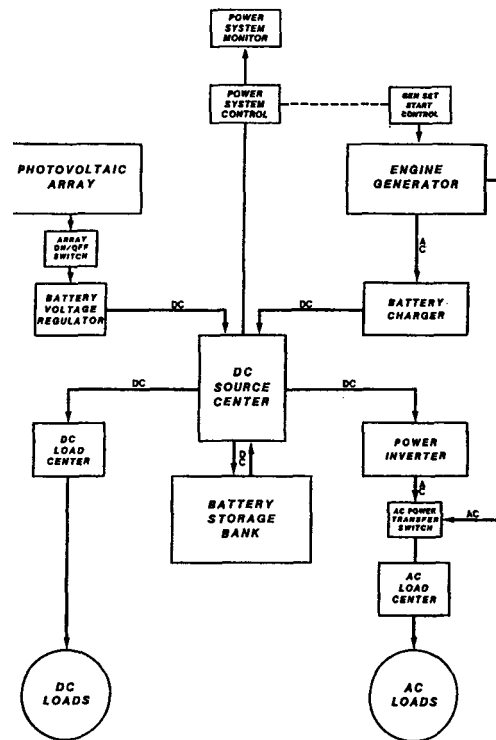 POWER
SYSTEM
MONITOR
POWER
SYSTEM
CONTROL
GEN SET
START
CONTROL
PHOTOVOLTAIC
ARRAY
ENGINE
GENERATOR
ARRAY
ON/OFF
SWITCH
AC
BATTERY
VOLTAGE
REGULATOR
DC
DC
BATTERY
CHARGER
DC
SOURCE
CENTER
DC
DC
DC
LOAD
CENTER
POWER
INVERTER
DC
AC
BATTERY
STORAGE
BANK
AC POWER
TRANSFER
SWITCH
AC
AC
LOAD
CENTER
DC
LOADS
AC
LOADS